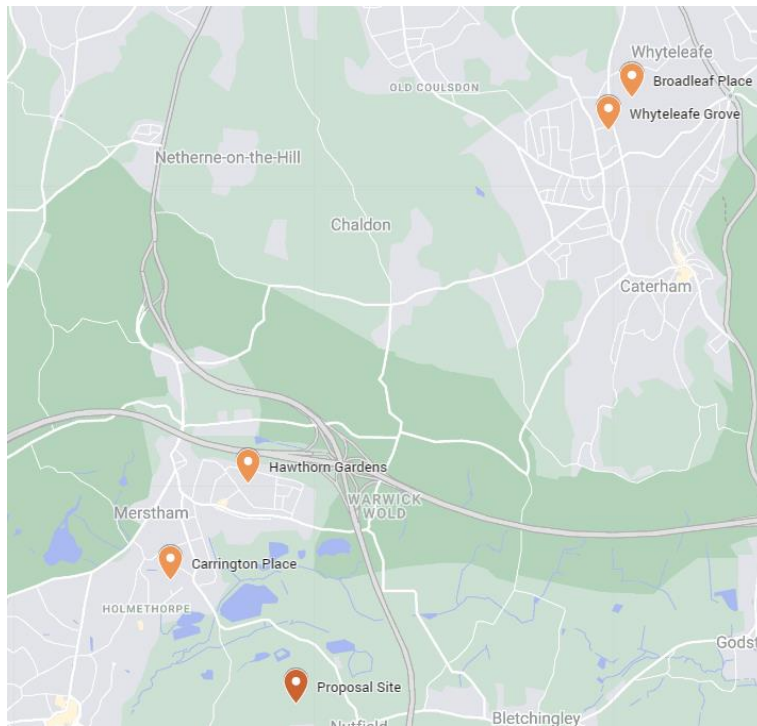 Whyteleafe
Broadleaf Place
OLD COULSDON
Whyteleafe Grove
Netherne-on-the-Hill
Chaldon
Caterham
Hawthorn Gardens
WARWICK
WOLD
Merstham
Carrington Place
HOLMETHORPE
Godst
Proposal Site
Bletchingley
Nutfield